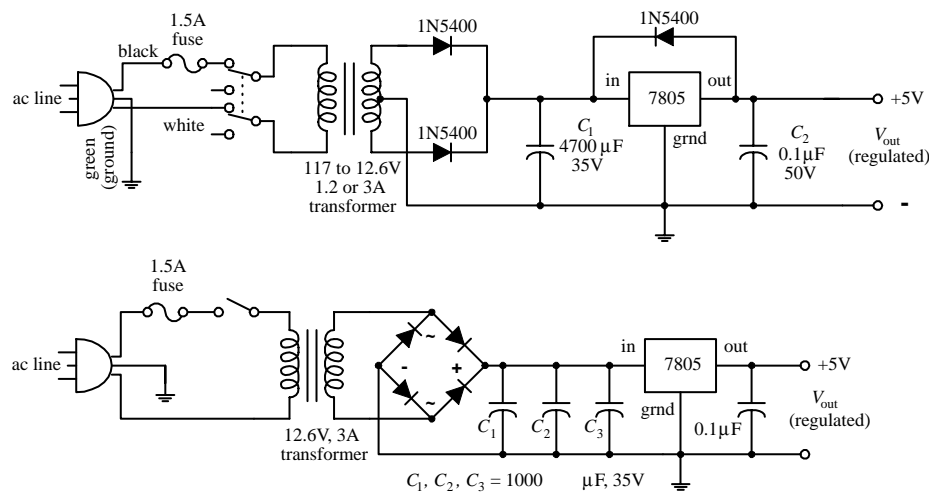 1N5400
1N5400
1.5A
fuse
black
ac line
white
green
(ground)
117 to 12.6V
1.2 or 3A
transformer
1N5400
C1
4700 µF
35V
in
7805
out
grnd
C2
0.1µF
50V
+5V
Vout
(regulated)
-
1.5A
fuse
ac line
12.6V, 3A
transformer
~
-
+
~
C1
C2
C3
C1, C2, C3 = 1000 µF, 35V
in
7805
out
grnd
0.1µF
+5V
Vout
(regulated)